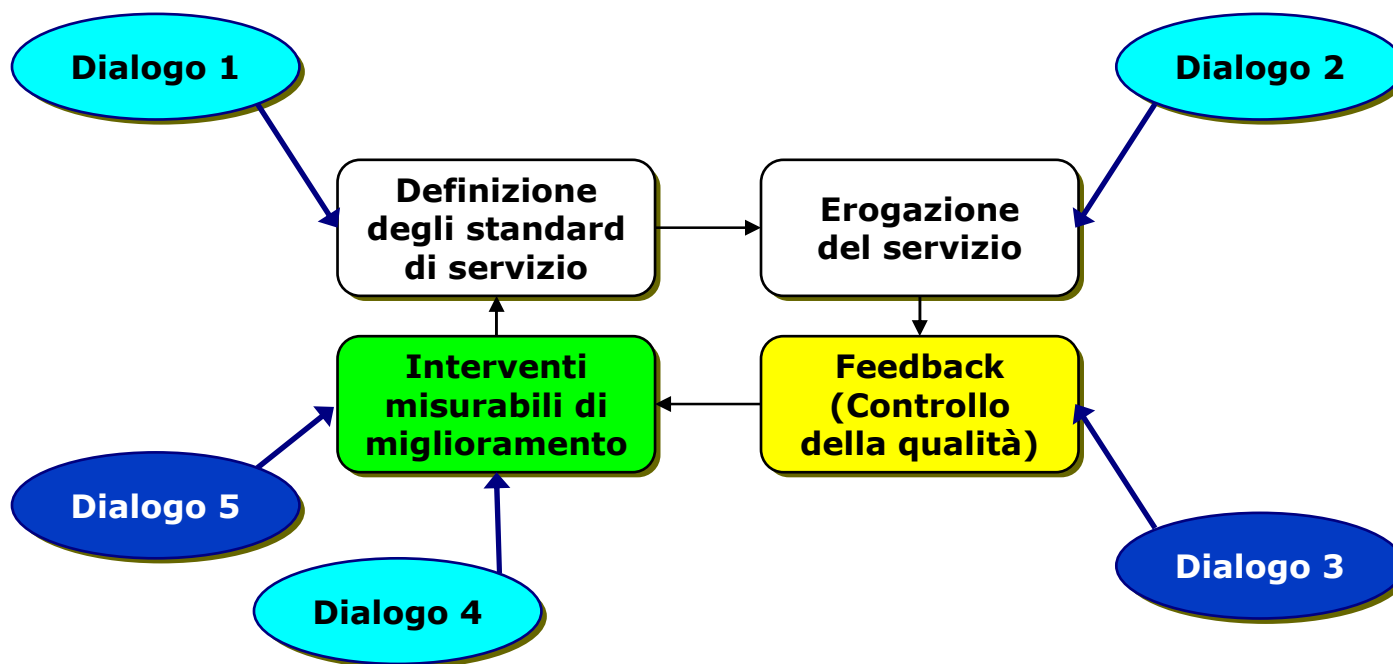 Dialogo 1
Dialogo 2
Definizione
degli standard
di servizio
Erogazione
del servizio
Interventi
misurabili di
miglioramento
Feedback
(Controllo
della qualità)
Dialogo 5
Dialogo 3
Dialogo 4